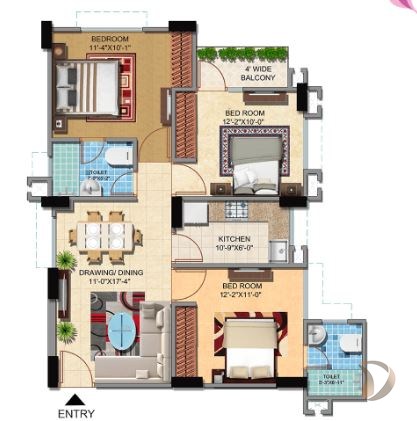 BEDROOM
11'-4"X10'-1"
4' WIDE
BALCONY
BED ROOM
12'-2"X10'-0"
TOILET
KITCHEN
10'-9"X6'-0"
DRAWING/ DINING
11'-0"X17'-4"
BED ROOM
12'-2"X11'-0"
TOILET
ENTRY